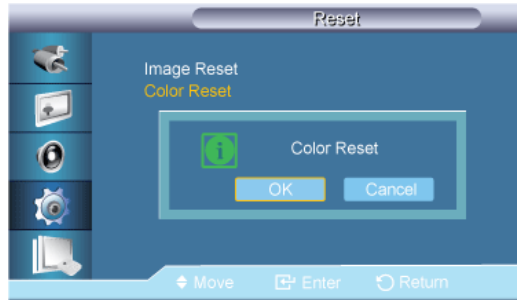 Reset
Image Reset
Color Reset
Color Reset
OK Cancel
Move Enter Return